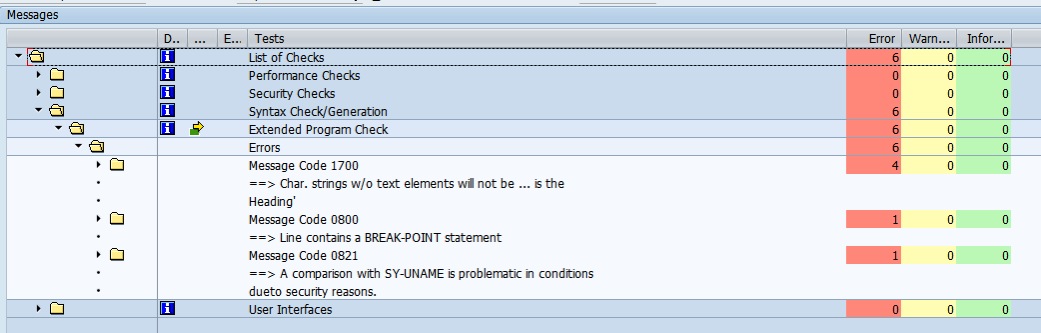 Messages
D.. ... E... Tests Error Warn... Infor...
List of Checks 6 0 0
Performance Checks 0 0 0
Security Checks 0 0 0
Syntax Check/Generation 6 0 0
Extended Program Check 6 0 0
Errors 6 0 0
Message Code 1700 4 0 0
==> Char. strings w/o text elements will not be ... is the
Heading'
Message Code 0800 1 0 0
==> Line contains a BREAK-POINT statement
Message Code 0821 1 0 0
==> A comparison with SY-UNAME is problematic in conditions
dueto security reasons.
User Interfaces 0 0 0